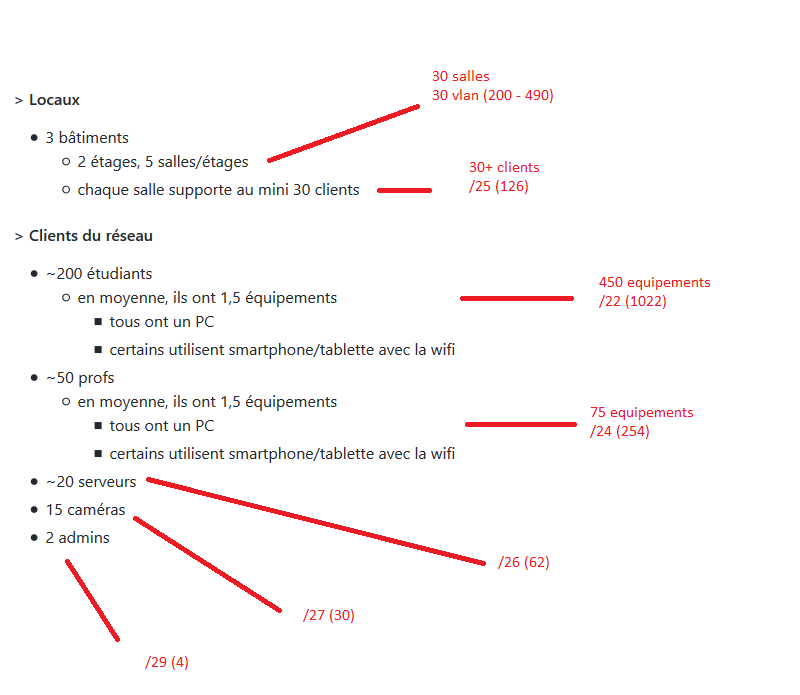 30 salles
30 vlan (200 - 490)
> Locaux
3 bâtiments
2 étages, 5 salles/étages
chaque salle supporte au mini 30 clients
30+ clients
/25 (126)
> Clients du réseau
~200 étudiants
en moyenne, ils ont 1,5 équipements
tous ont un PC
certains utilisent smartphone/tablette avec la wifi
450 equipements
/22 (1022)
~50 profs
en moyenne, ils ont 1,5 équipements
tous ont un PC
certains utilisent smartphone/tablette avec la wifi
75 equipements
/24 (254)
~20 serveurs
15 caméras
2 admins
/26 (62)
/27 (30)
/29 (4)